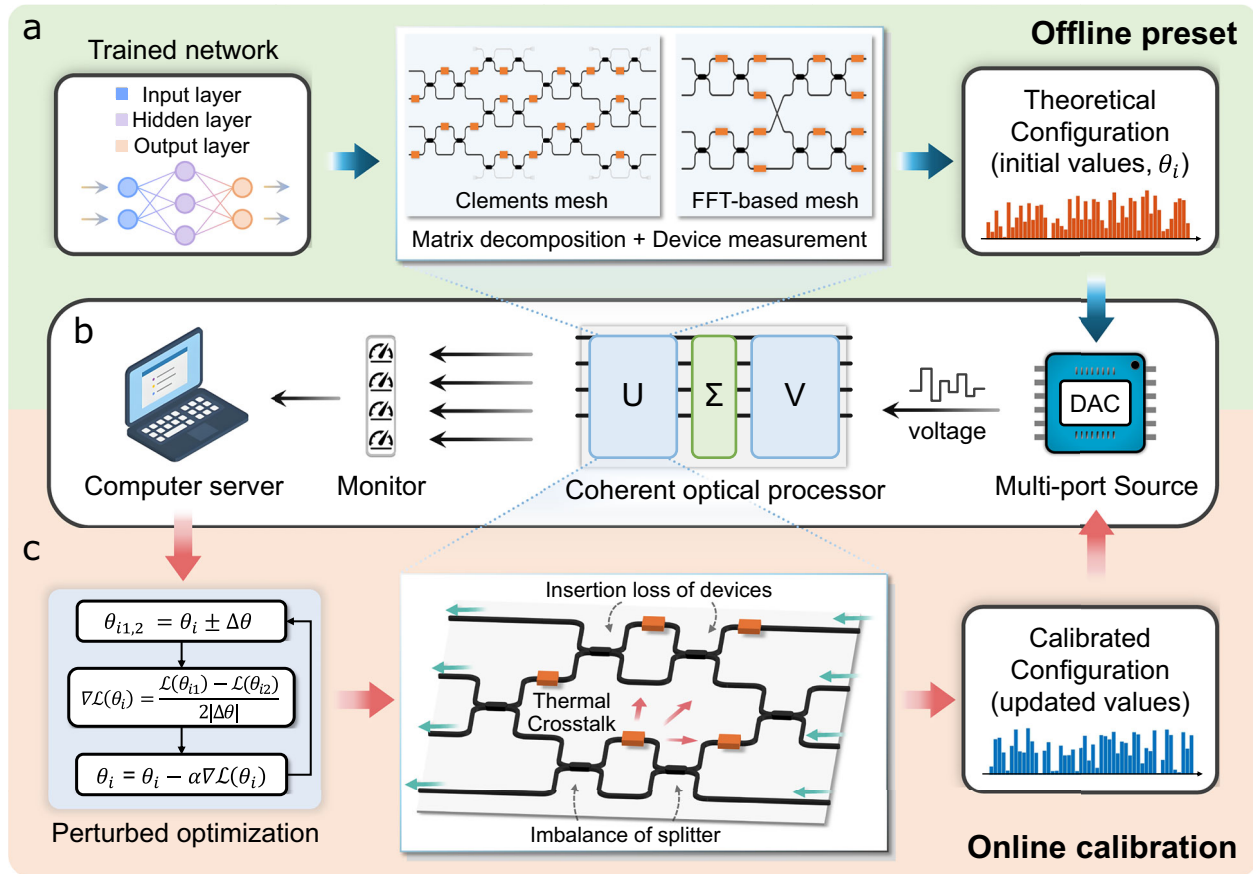 a
Trained network
Input layer
Hidden layer
Output layer
Clements mesh
FFT-based mesh
Matrix decomposition + Device measurement
Offline preset
Theoretical
Configuration
(initial values, θᵢ)
b
Computer server
Monitor
U
Σ
V
Coherent optical processor
voltage
DAC
Multi-port Source
c
θᵢ₁,₂ = θᵢ ± Δθ
∇ℒ(θᵢ) = (ℒ(θᵢ₁) − ℒ(θᵢ₂)) / 2|Δθ|
θᵢ = θᵢ − α∇ℒ(θᵢ)
Perturbed optimization
Insertion loss of devices
Thermal
Crosstalk
Imbalance of splitter
Calibrated
Configuration
(updated values)
Online calibration